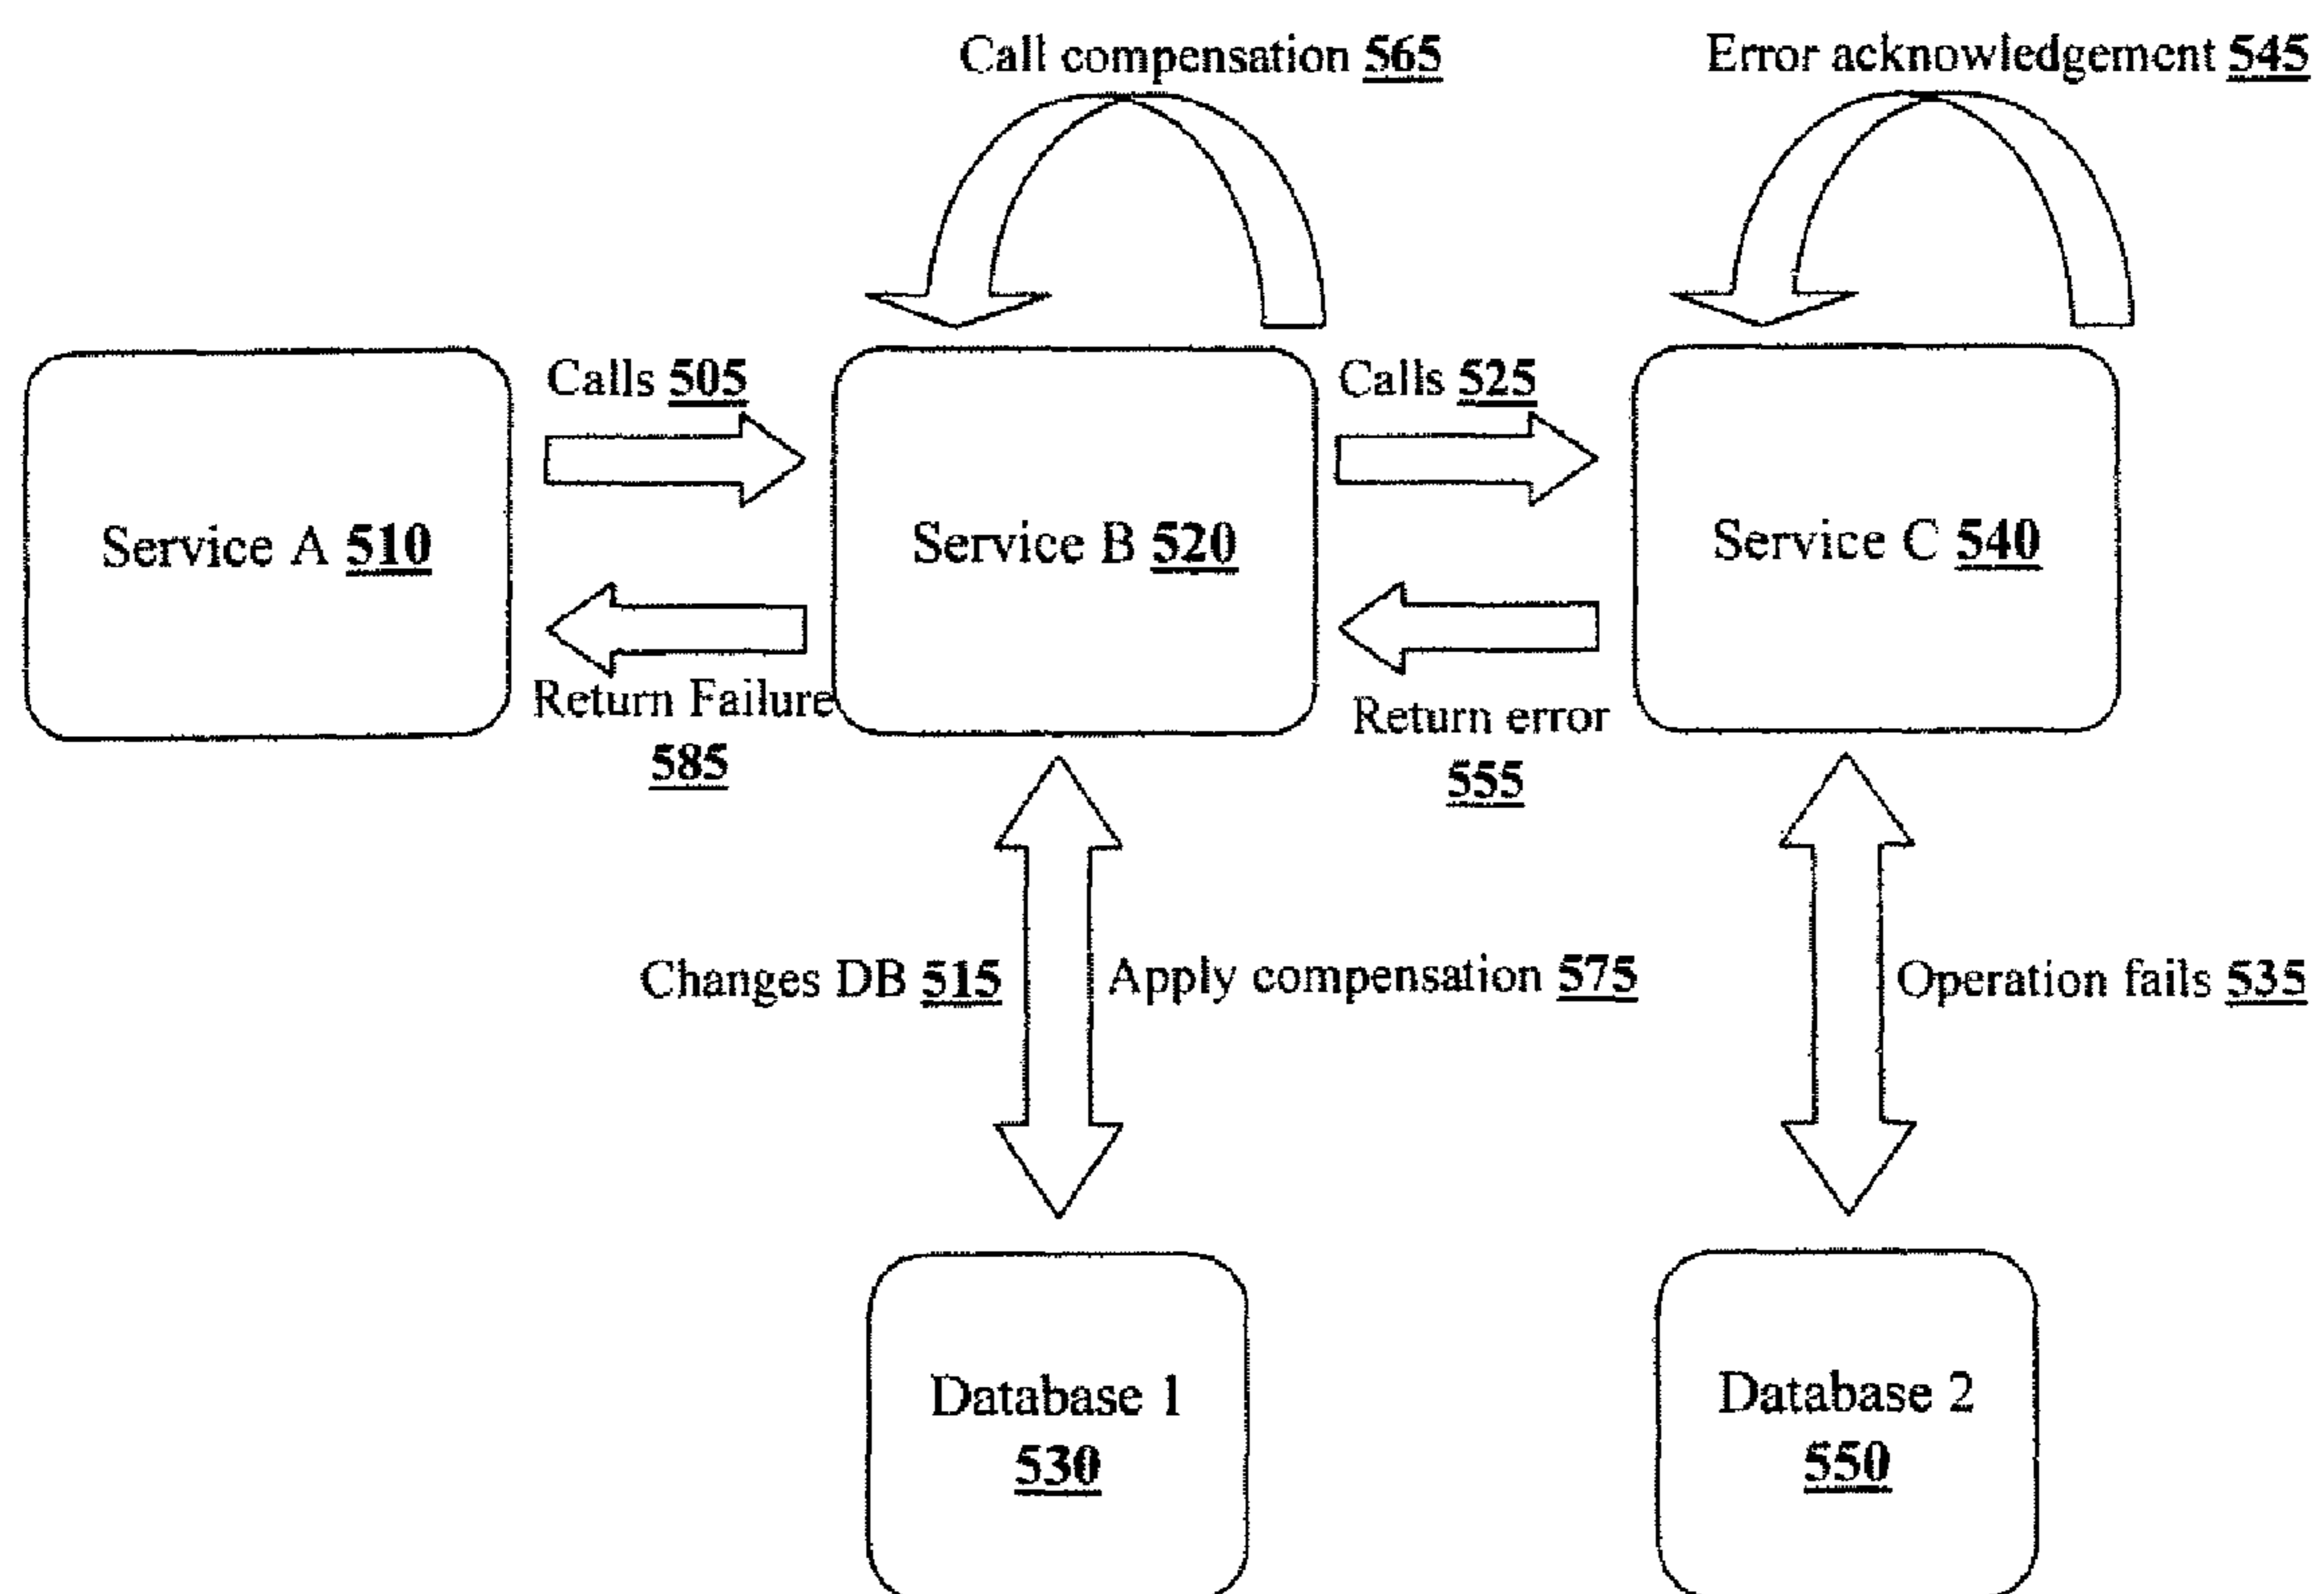 Call compensation 565
Error acknowledgement 545
Calls 505
Calls 525
Service A 510
Service B 520
Service C 540
Return Failure
585
Return error
555
Changes DB 515
Apply compensation 575
Operation fails 535
Database 1
530
Database 2
550